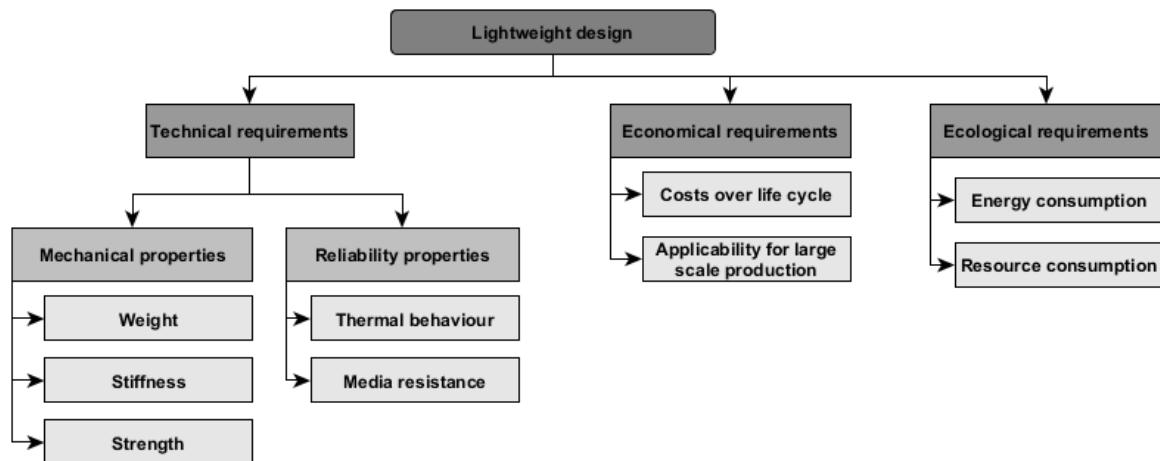 Lightweight design
Technical requirements
Economical requirements
Ecological requirements
Costs over life cycle
Energy consumption
Mechanical properties
Reliability properties
Applicability for large
scale production
Resource consumption
Weight
Thermal behaviour
Stiffness
Media resistance
Strength